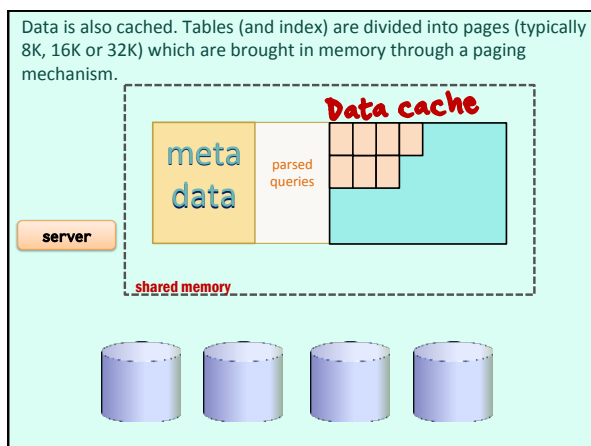 Data is also cached. Tables (and index) are divided into pages (typically
8K, 16K or 32K) which are brought in memory through a paging
mechanism.
Data cache
meta
data
parsed
queries
server
shared memory